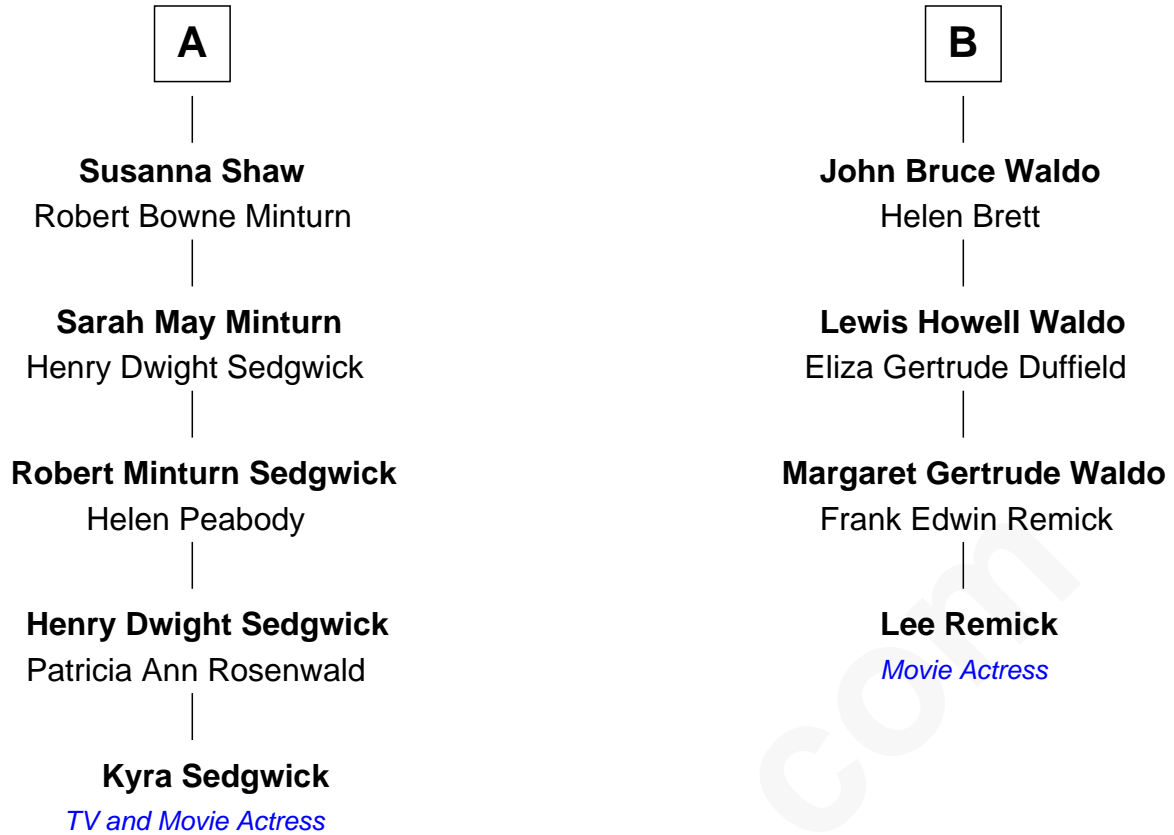 A
Susanna Shaw
Robert Bowne Minturn
Sarah May Minturn
Henry Dwight Sedgwick
Robert Minturn Sedgwick
Helen Peabody
Henry Dwight Sedgwick
Patricia Ann Rosenwald
Kyra Sedgwick
TV and Movie Actress
B
John Bruce Waldo
Helen Brett
Lewis Howell Waldo
Eliza Gertrude Duffield
Margaret Gertrude Waldo
Frank Edwin Remick
Lee Remick
Movie Actress
com